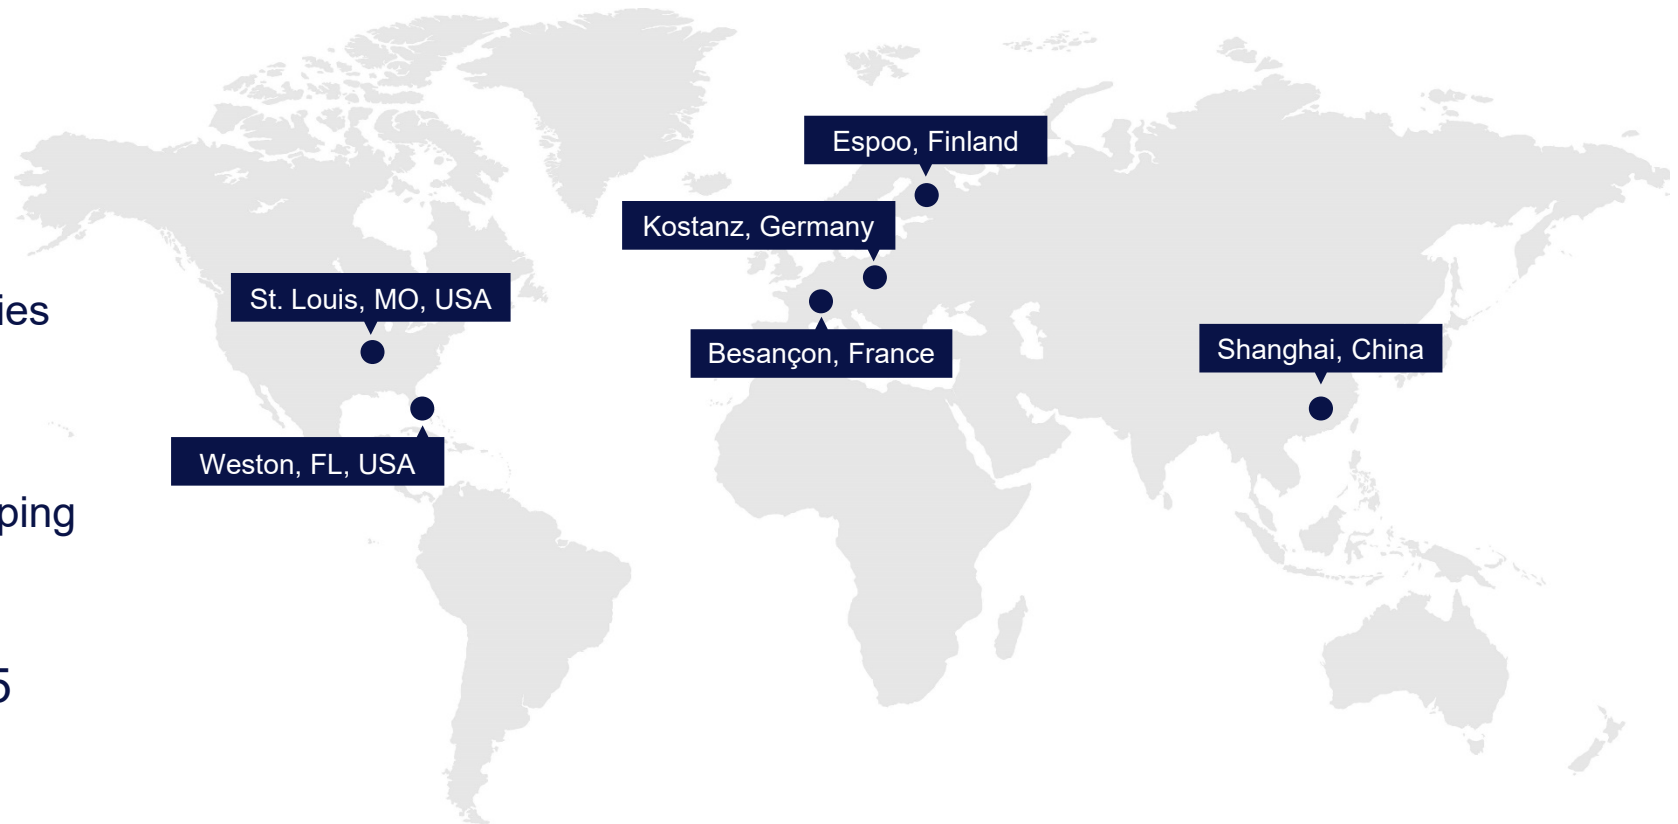 Espoo, Finland
Kostanz, Germany
ies
St. Louis, MO, USA
Shanghai, China
Besançon, France
Weston, FL, USA
ping
5